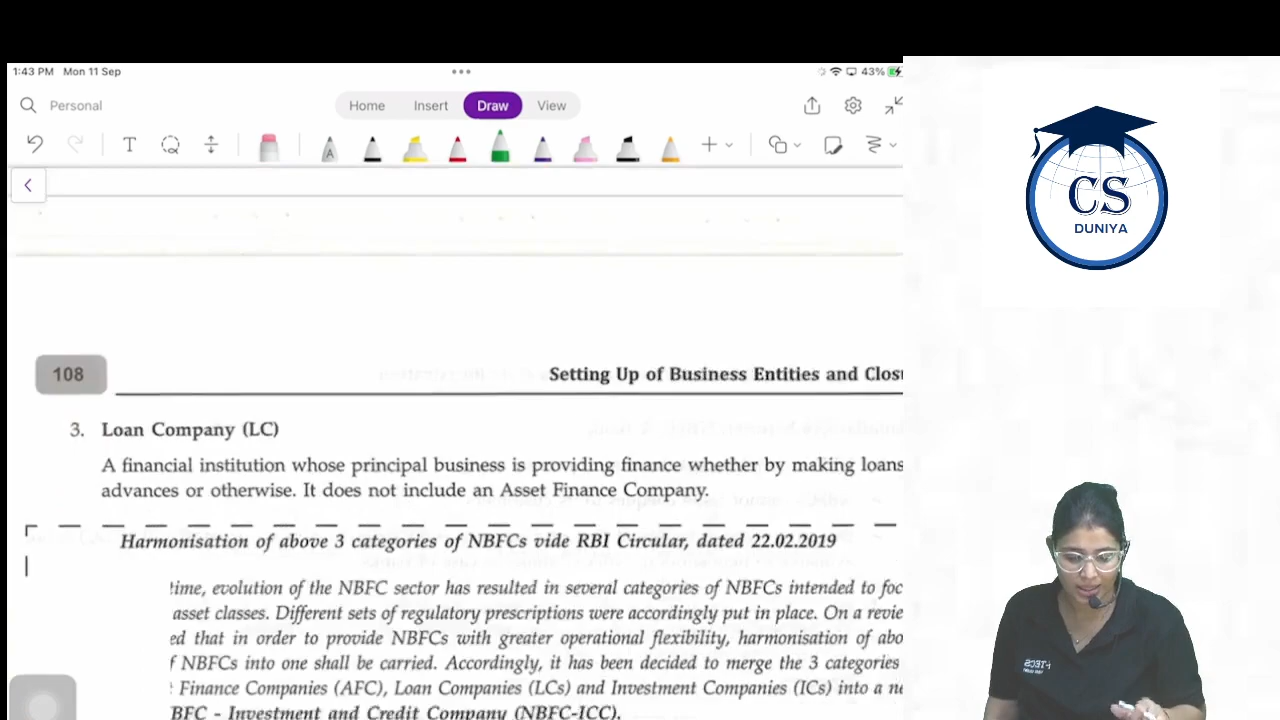 1:43 PM Mon 11 Sep
43%
Personal
Home Insert Draw View
T
A
CS
DUNIYA
108
Setting Up of Business Entities and
3. Loan Company (LC)
A financial institution whose principal business is providing finance whether by making loans
advances or otherwise. It does not include an Asset Finance Company.
Harmonisation of above 3 categories of NBFCs vide RBI Circular, dated 22.02.2019
time, evolution of the NBFC sector has resulted in several categories of NBFCs intended to
asset classes. Different sets of regulatory prescriptions were accordingly put in place. On a
that in order to provide NBFCs with greater operational flexibility, harmonisation of
NBFCs into one shall be carried. Accordingly, it has been decided to merge the 3 categories
Finance Companies (AFC), Loan Companies (LCs) and Investment Companies (ICs) into a
NBFC - Investment and Credit Company (NBFC-ICC).